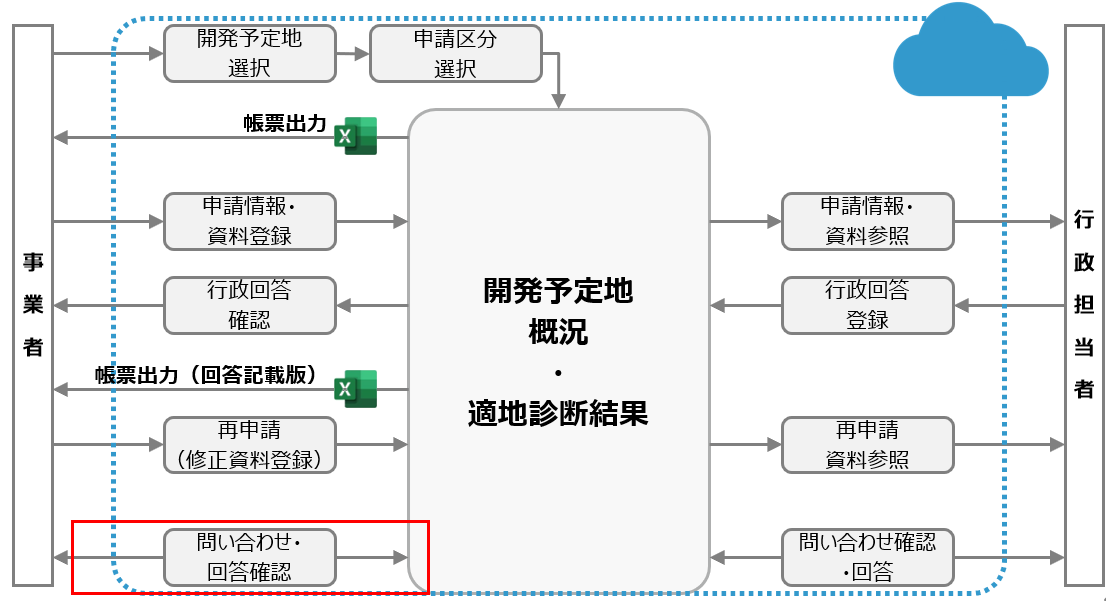 開発予定地
選択
申請区分
選択
帳票出力
X
申請情報・
資料登録
行政回答
確認
帳票出力（回答記載版）
X
再申請
（修正資料登録）
問い合わせ・
回答確認
事業者
開発予定地
概況
・
適地診断結果
申請情報・
資料参照
行政回答
登録
再申請
資料参照
問い合わせ確認
・回答
行政担当者